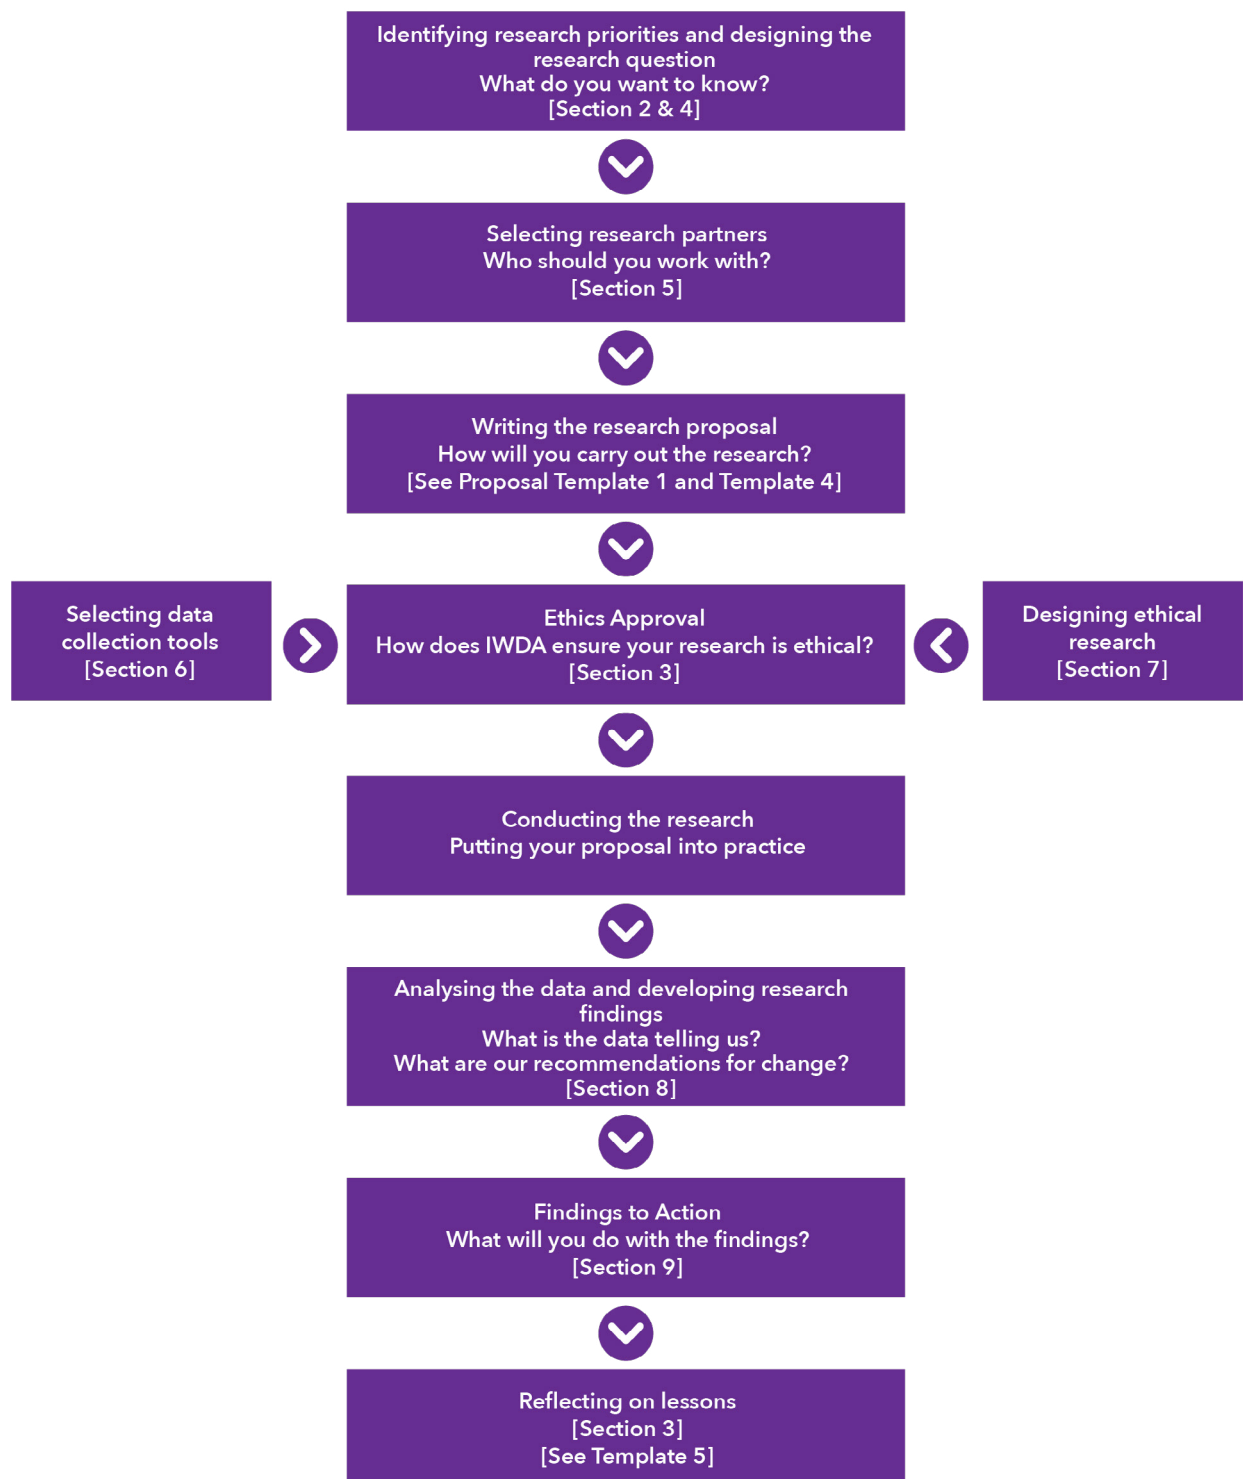 Identifying research priorities and designing the
research question
What do you want to know?
[Section 2 & 4]
Selecting research partners
Who should you work with?
[Section 5]
Writing the research proposal
How will you carry out the research?
[See Proposal Template 1 and Template 4]
Selecting data
collection tools
[Section 6]
Ethics Approval
How does IWDA ensure your research is ethical?
[Section 3]
Designing ethical
research
[Section 7]
Conducting the research
Putting your proposal into practice
Analysing the data and developing research
findings
What is the data telling us?
What are our recommendations for change?
[Section 8]
Findings to Action
What will you do with the findings?
[Section 9]
Reflecting on lessons
[Section 3]
[See Template 5]